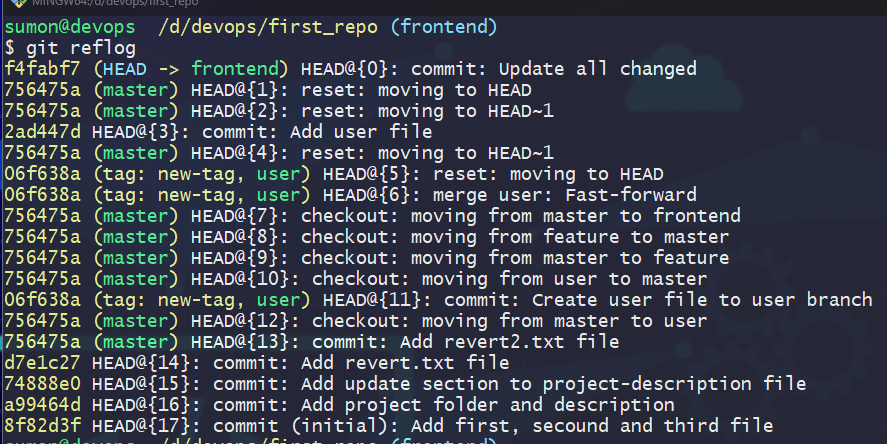 MINGW64:/d/devops/first_repo
sumon@devops  /d/devops/first_repo (frontend)
$ git reflog
f4fabf7 (HEAD -> frontend) HEAD@{0}: commit: Update all changed
756475a (master) HEAD@{1}: reset: moving to HEAD
756475a (master) HEAD@{2}: reset: moving to HEAD~1
2ad447d HEAD@{3}: commit: Add user file
756475a (master) HEAD@{4}: reset: moving to HEAD~1
06f638a (tag: new-tag, user) HEAD@{5}: reset: moving to HEAD
06f638a (tag: new-tag, user) HEAD@{6}: merge user: Fast-forward
756475a (master) HEAD@{7}: checkout: moving from master to frontend
756475a (master) HEAD@{8}: checkout: moving from feature to master
756475a (master) HEAD@{9}: checkout: moving from master to feature
756475a (master) HEAD@{10}: checkout: moving from user to master
06f638a (tag: new-tag, user) HEAD@{11}: commit: Create user file to user branch
756475a (master) HEAD@{12}: checkout: moving from master to user
756475a (master) HEAD@{13}: commit: Add revert2.txt file
d7e1c27 HEAD@{14}: commit: Add revert.txt file
74888e0 HEAD@{15}: commit: Add update section to project-description file
a99464d HEAD@{16}: commit: Add project folder and description
8f82d3f HEAD@{17}: commit (initial): Add first, secound and third file
sumon@devops  /d/devops/first_repo (frontend)